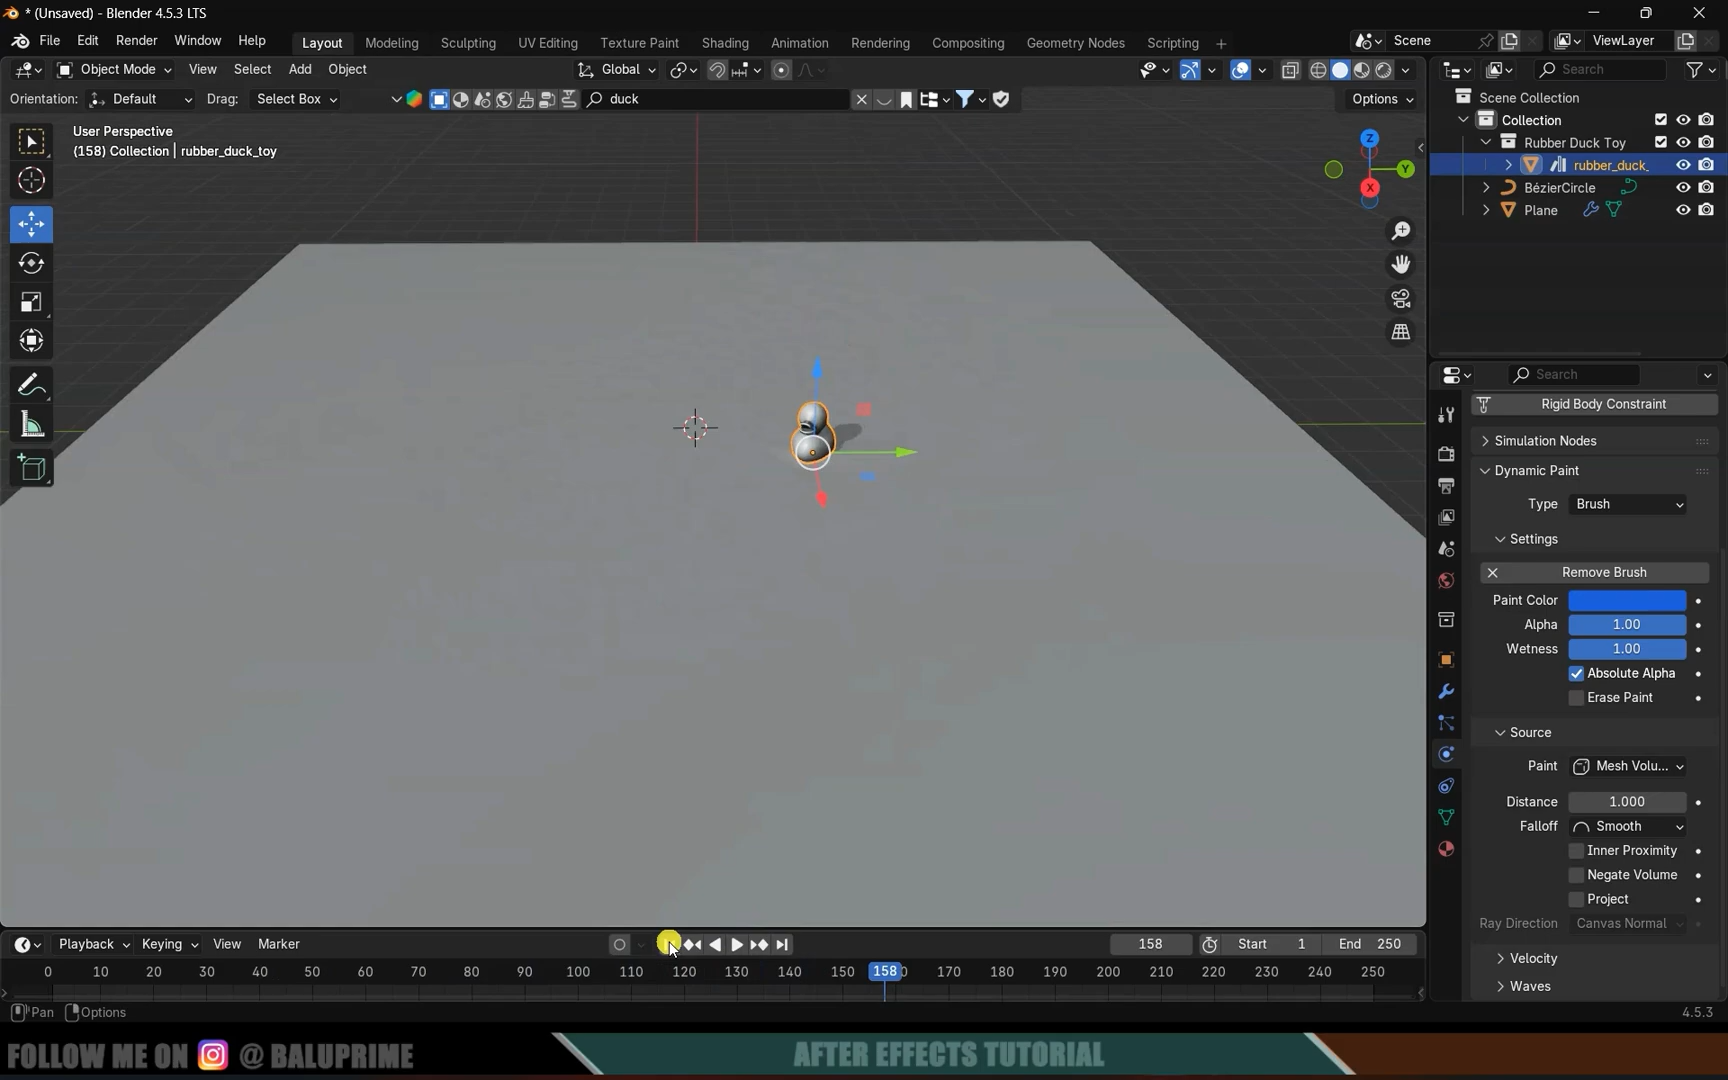 * (Unsaved) - Blender 4.5.3 LTS
File Edit Render Window Help Layout Modeling Sculpting UV Editing Texture Paint Shading Animation Rendering Compositing Geometry Nodes Scripting + Scene ViewLayer
Object Mode View Select Add Object Global Search
Orientation: Default Drag: Select Box duck Options
User Perspective
(158) Collection | rubber_duck_toy
Z
Y
X
Scene Collection
Collection
Rubber Duck Toy
rubber_duck_
BézierCircle
Plane
Search
Rigid Body Constraint
Simulation Nodes
Dynamic Paint
Type Brush
Settings
Remove Brush
Paint Color
Alpha 1.00
Wetness 1.00
Absolute Alpha
Erase Paint
Source
Paint Mesh Volu...
Distance 1.000
Falloff Smooth
Inner Proximity
Negate Volume
Project
Ray Direction Canvas Normal
Velocity
Waves
Playback Keying View Marker 158 Start 1 End 250
0 10 20 30 40 50 60 70 80 90 100 110 120 130 140 150 158 170 180 190 200 210 220 230 240 250
Pan Options 4.5.3
FOLLOW ME ON @ BALUPRIME AFTER EFFECTS TUTORIAL